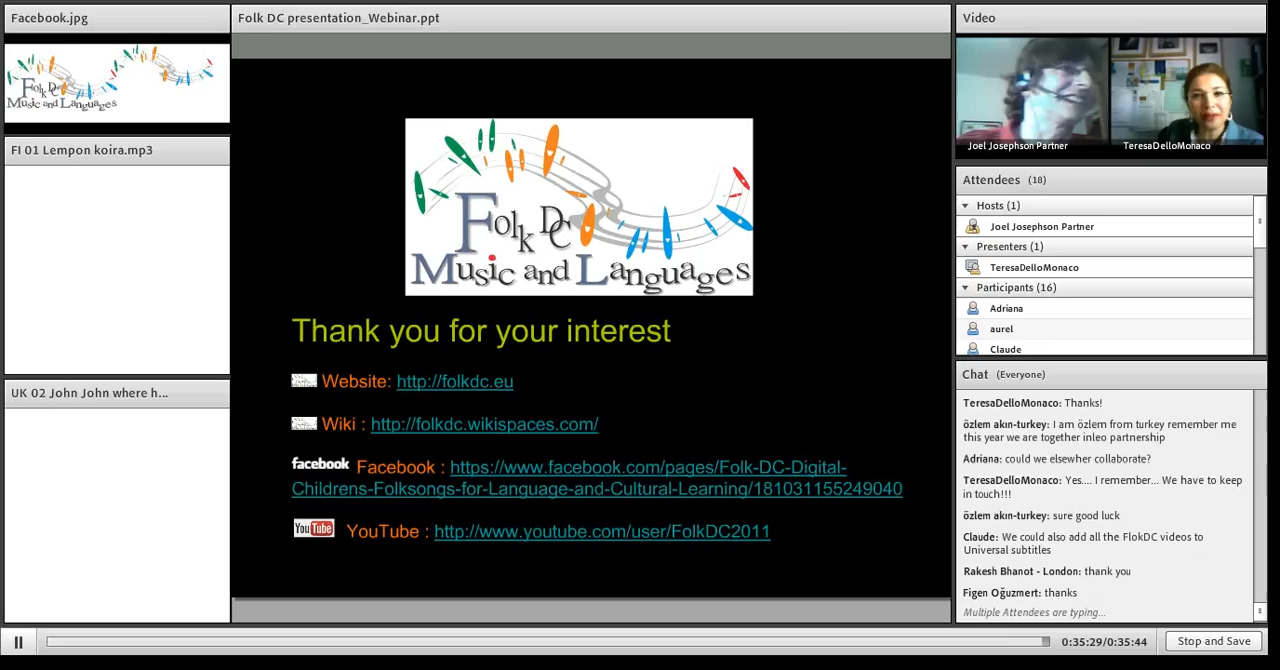 Facebook.jpg
Folk DC
Music and Languages
FI 01 Lempon koira.mp3
UK 02 John John where h...
Folk DC presentation_Webinar.ppt
Folk DC
Music and Languages
Thank you for your interest
Website: http://folkdc.eu
Wiki : http://folkdc.wikispaces.com/
facebook Facebook : https://www.facebook.com/pages/Folk-DC-Digital-
Childrens-Folksongs-for-Language-and-Cultural-Learning/181031155249040
YouTube YouTube : http://www.youtube.com/user/FolkDC2011
Video
Joel Josephson Partner
TeresaDelloMonaco
Attendees (18)
Hosts (1)
Joel Josephson Partner
Presenters (1)
TeresaDelloMonaco
Participants (16)
Adriana
aurel
Claude
Chat (Everyone)
TeresaDelloMonaco: Thanks!
özlem akın-turkey: I am özlem from turkey remember me
this year we are together inleo partnership
Adriana: could we elsewher collaborate?
TeresaDelloMonaco: Yes.... I remember... We have to keep
in touch!!!
özlem akın-turkey: sure good luck
Claude: We could also add all the FlokDC videos to
Universal subtitles
Rakesh Bhanot - London: thank you
Figen Oğuzmert: thanks
Multiple Attendees are typing...
0:35:29/0:35:44
Stop and Save